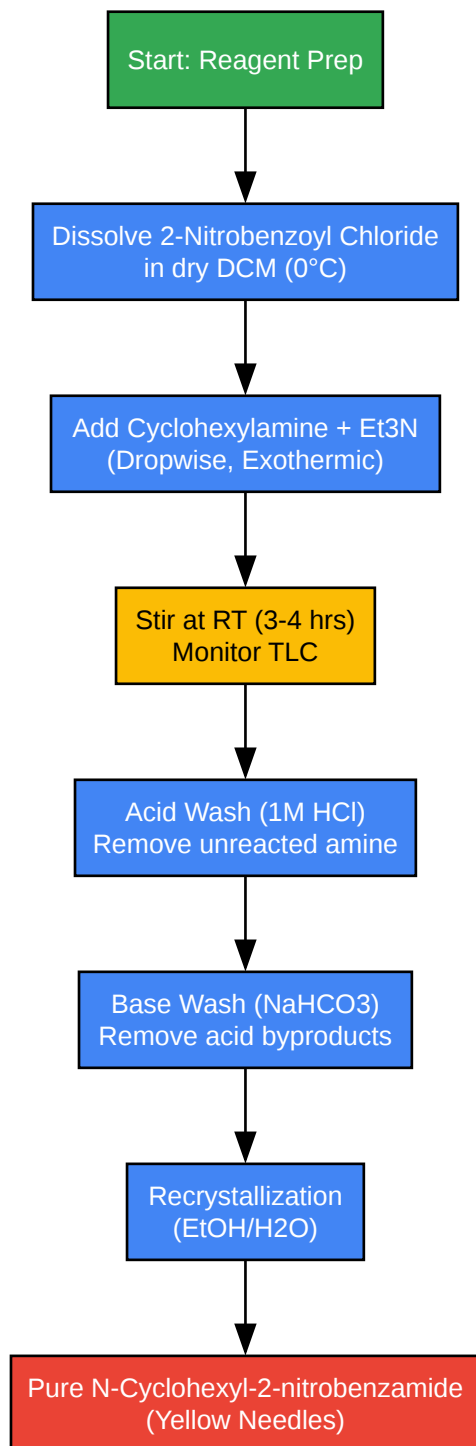 Start: Reagent Prep
Dissolve 2-Nitrobenzoyl Chloride
in dry DCM (0°C)
Add Cyclohexylamine + Et3N
(Dropwise, Exothermic)
Stir at RT (3-4 hrs)
Monitor TLC
Acid Wash (1M HCl)
Remove unreacted amine
Base Wash (NaHCO3)
Remove acid byproducts
Recrystallization
(EtOH/H2O)
Pure N-Cyclohexyl-2-nitrobenzamide
(Yellow Needles)